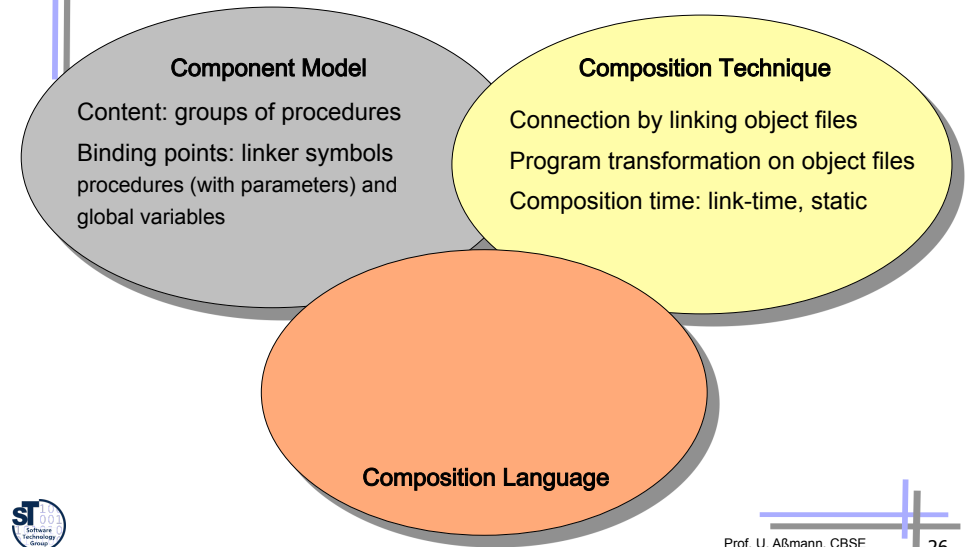 Component Model
Content: groups of procedures
Binding points: linker symbols
procedures (with parameters) and
global variables
Composition Technique
Connection by linking object files
Program transformation on object files
Composition time: link-time, static
Composition Language
ST
Software
Technology
Group
Prof. U. Aßmann, CBSE
26